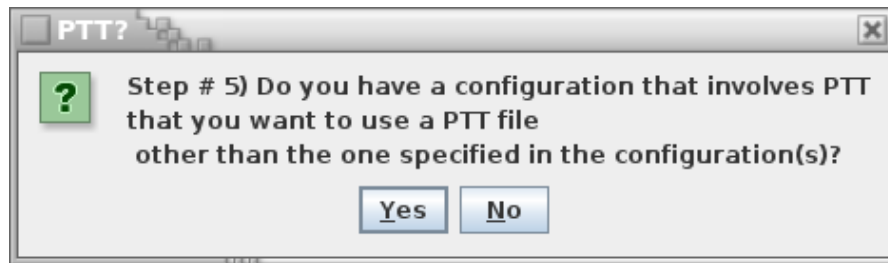 PTT?
Step # 5) Do you have a configuration that involves PTT
that you want to use a PTT file
other than the one specified in the configuration(s)?
Yes No